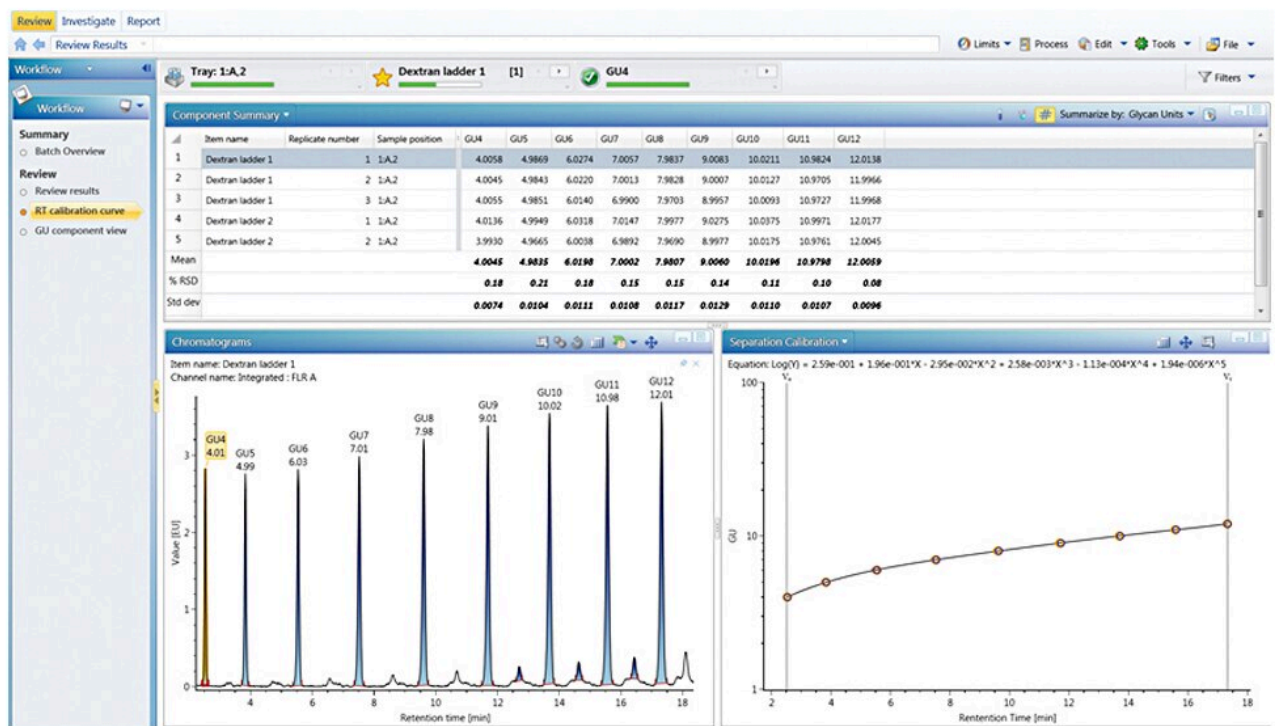 Review Investigate Report
Review Results
Limits Process Edit Tools File
Workflow
Tray: 1:A,2 Dextran ladder 1 [1] GU4
Filters
Workflow
Summary
Batch Overview
Review
Review results
RT calibration curve
GU component view
Component Summary
Summarize by: Glycan Units
Item name Replicate number Sample position GU4 GU5 GU6 GU7 GU8 GU9 GU10 GU11 GU12
1 Dextran ladder 1 1 1:A,2 4.0058 4.9869 6.0274 7.0057 7.9837 9.0083 10.0211 10.9824 12.0138
2 Dextran ladder 1 2 1:A,2 4.0045 4.9843 6.0220 7.0013 7.9828 9.0007 10.0127 10.9705 11.9966
3 Dextran ladder 1 3 1:A,2 4.0055 4.9851 6.0140 6.9900 7.9703 8.9957 10.0093 10.9727 11.9968
4 Dextran ladder 2 1 1:A,2 4.0136 4.9949 6.0318 7.0147 7.9977 9.0275 10.0375 10.9971 12.0177
5 Dextran ladder 2 2 1:A,2 3.9930 4.9665 6.0038 6.9892 7.9690 8.9977 10.0175 10.9761 12.0045
Mean 4.0045 4.9835 6.0198 7.0002 7.9807 9.0060 10.0196 10.9798 12.0059
% RSD 0.18 0.21 0.18 0.15 0.15 0.14 0.11 0.10 0.08
Std dev 0.0074 0.0104 0.0111 0.0108 0.0117 0.0129 0.0110 0.0107 0.0096
Chromatograms
Item name: Dextran ladder 1
Channel name: Integrated : FLR A
GU4
4.01
GU5
4.99
GU6
6.03
GU7
7.01
GU8
7.98
GU9
9.01
GU10
10.02
GU11
10.98
GU12
12.01
Value [EU]
3
2
1
0
4 6 8 10 12 14 16 18
Rentention time [min]
Separation Calibration
Equation: Log(Y) = 2.59e-001 + 1.96e-001*X - 2.95e-002*X^2 + 2.58e-003*X^3 - 1.13e-004*X^4 + 1.94e-006*X^5
GU
100
10
1
2 4 6 8 10 12 14 16 18
Rentention Time [min]